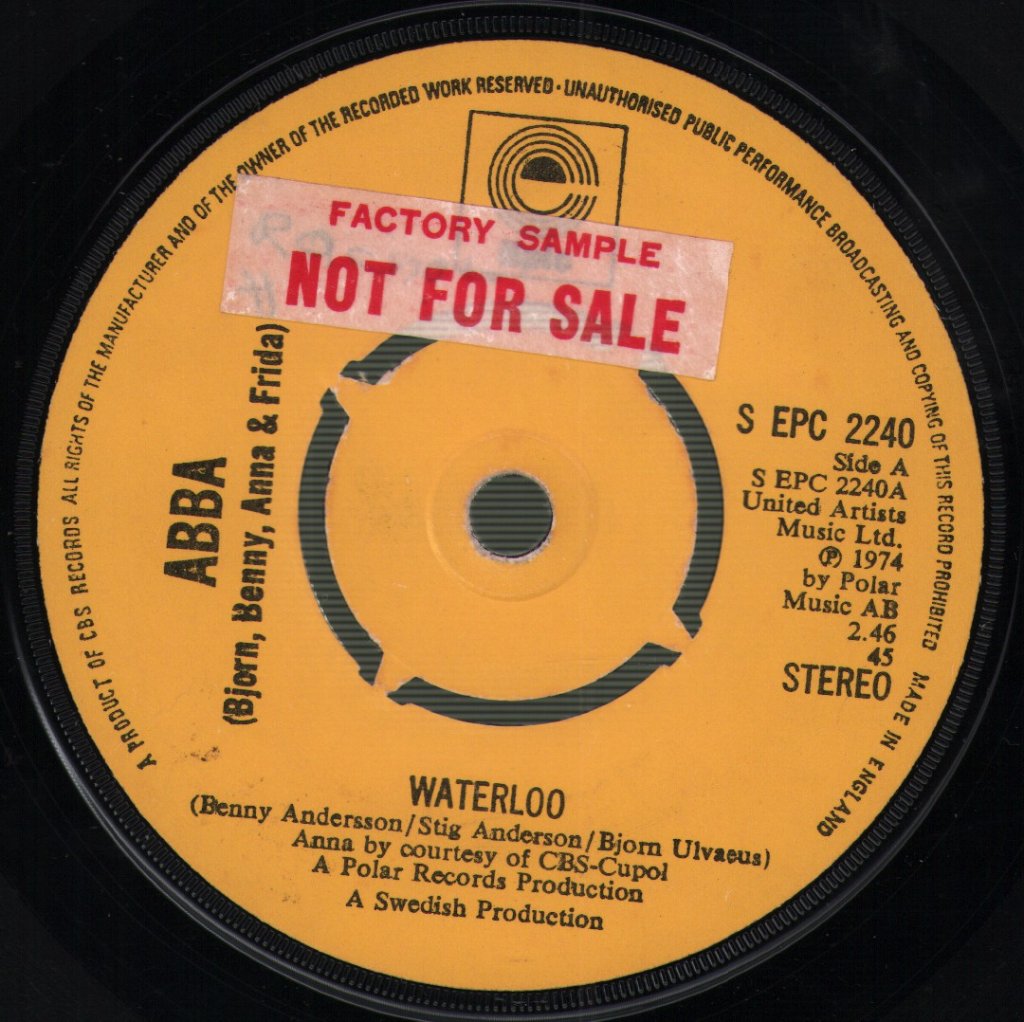 A PRODUCT OF CBS RECORDS ALL RIGHTS OF THE MANUFACTURER AND OF THE OWNER OF THE RECORDED WORK RESERVED · UNAUTHORISED PUBLIC PERFORMANCE BROADCASTING AND COPYING OF THIS RECORD PROHIBITED MADE IN ENGLAND
FACTORY SAMPLE
NOT FOR SALE
ABBA
(Bjorn, Benny, Anna & Frida)
S EPC 2240
Side A
S EPC 2240A
United Artists
Music Ltd.
℗ 1974
by Polar
Music AB
2.46
45
STEREO
WATERLOO
(Benny Andersson/Stig Anderson/Bjorn Ulvaeus)
Anna by courtesy of CBS-Cupol
A Polar Records Production
A Swedish Production